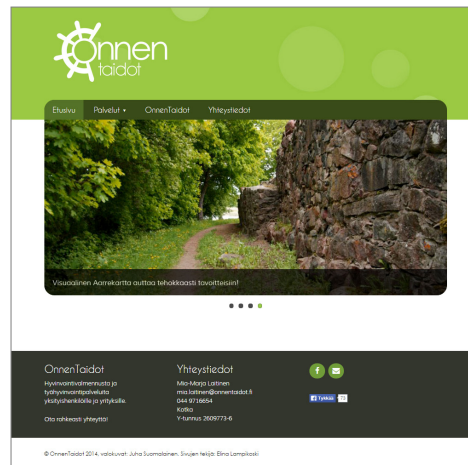 Onnen
taidot
Etusivu Palvelut ▾ OnnenTaidot Yhteystiedot
Visuaalinen Aarrekartta auttaa tehokkaasti tavoitteisiin!
OnnenTaidot
Hyvinvointivalmennusta ja
työhyvinvointipalveluita
yksityishenkilöille ja yrityksille.
Ota rohkeasti yhteyttä!
Yhteystiedot
Mia-Marja Laitinen
mia.laitinen@onnentaidot.fi
044 9716654
Kotka
Y-tunnus 2609773-6
Tykkää 73
© OnnenTaidot 2014, valokuvat: Juha Suomalainen, Sivujen tekijä: Elina Lampikoski